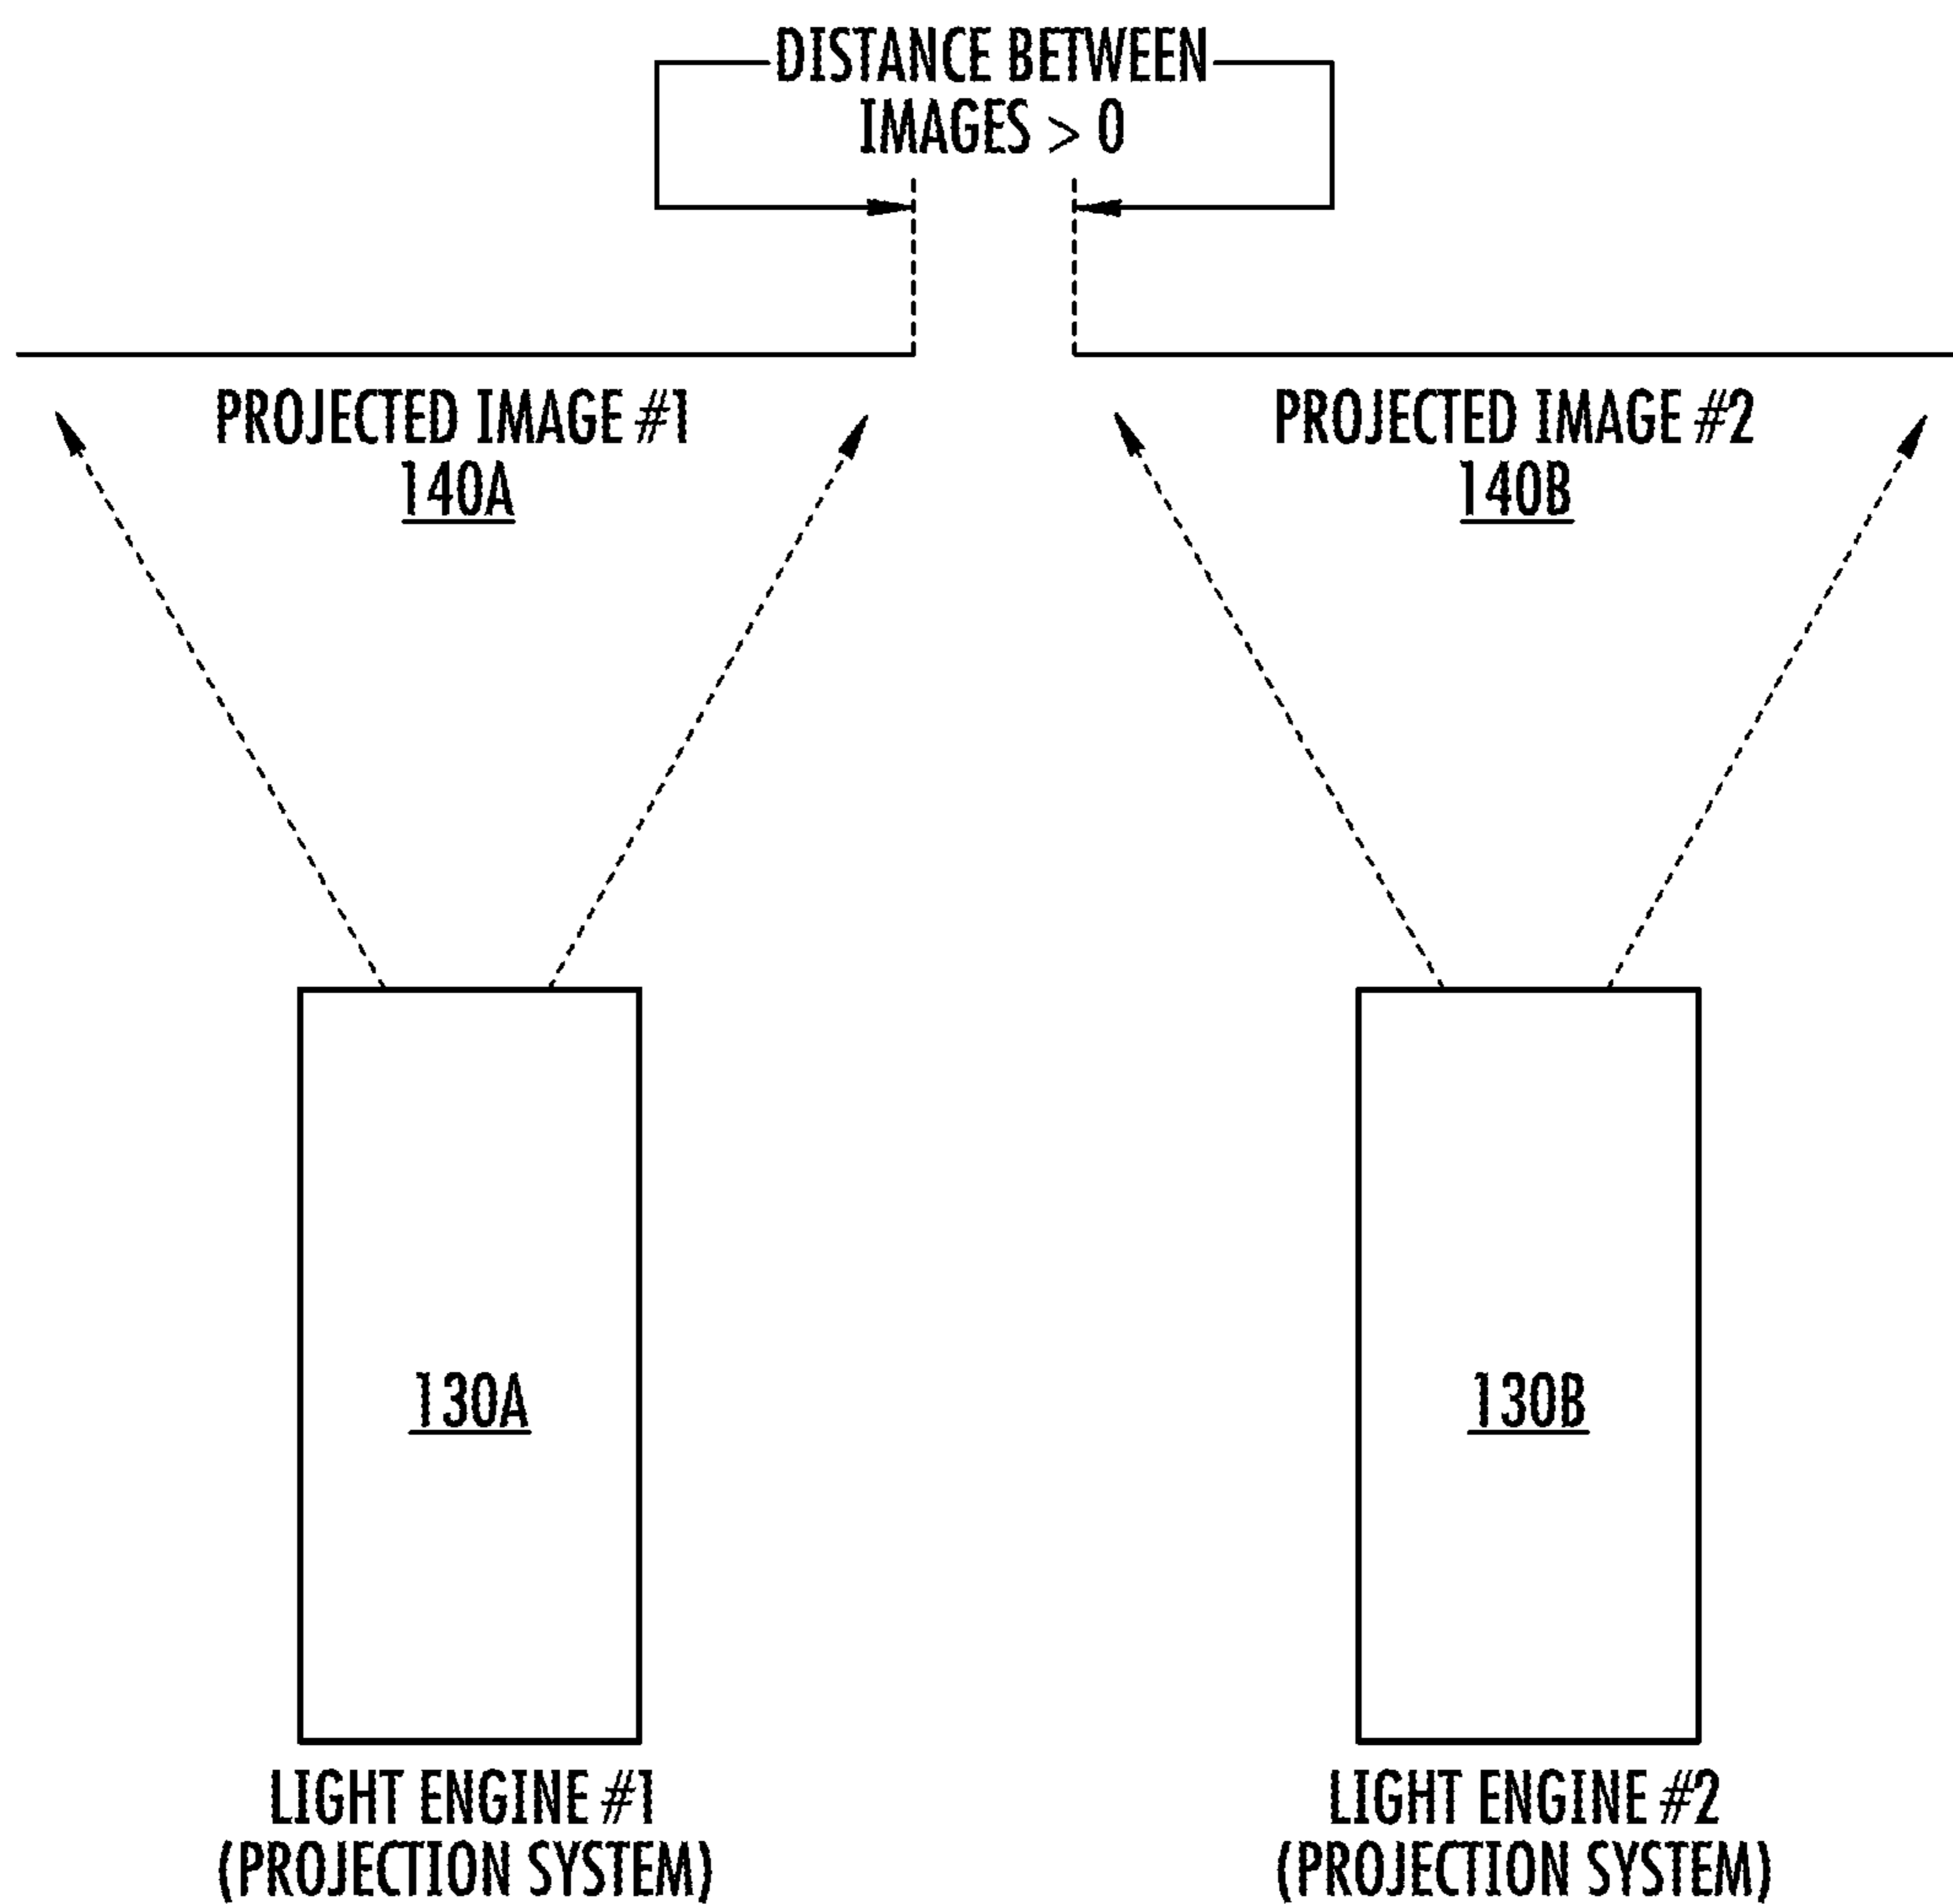 DISTANCE BETWEEN
IMAGES > 0
PROJECTED IMAGE #1
140A
PROJECTED IMAGE #2
140B
130A
130B
LIGHT ENGINE #1
(PROJECTION SYSTEM)
LIGHT ENGINE #2
(PROJECTION SYSTEM)